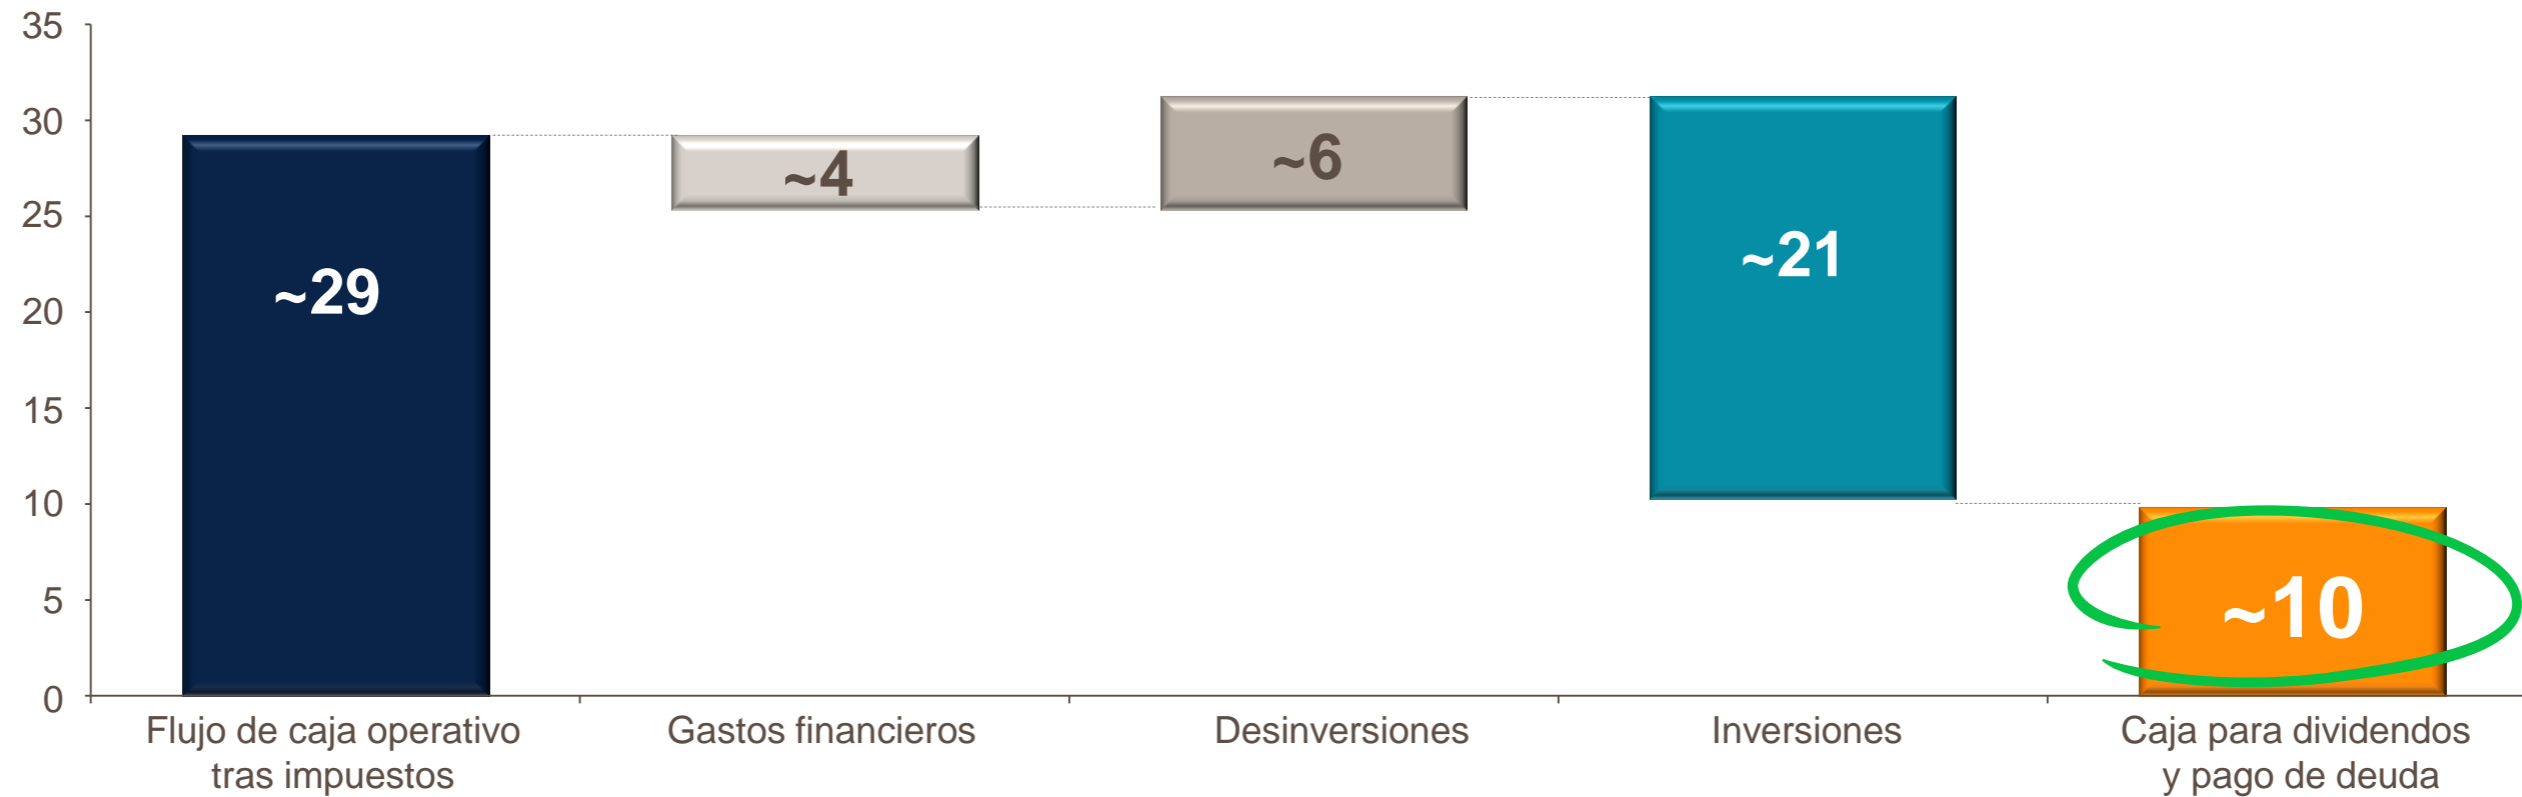 35
30
25
20
15
10
5
0
~29
~4
~6
~21
~10
Flujo de caja operativo
tras impuestos
Gastos financieros
Desinversiones
Inversiones
Caja para dividendos
y pago de deuda